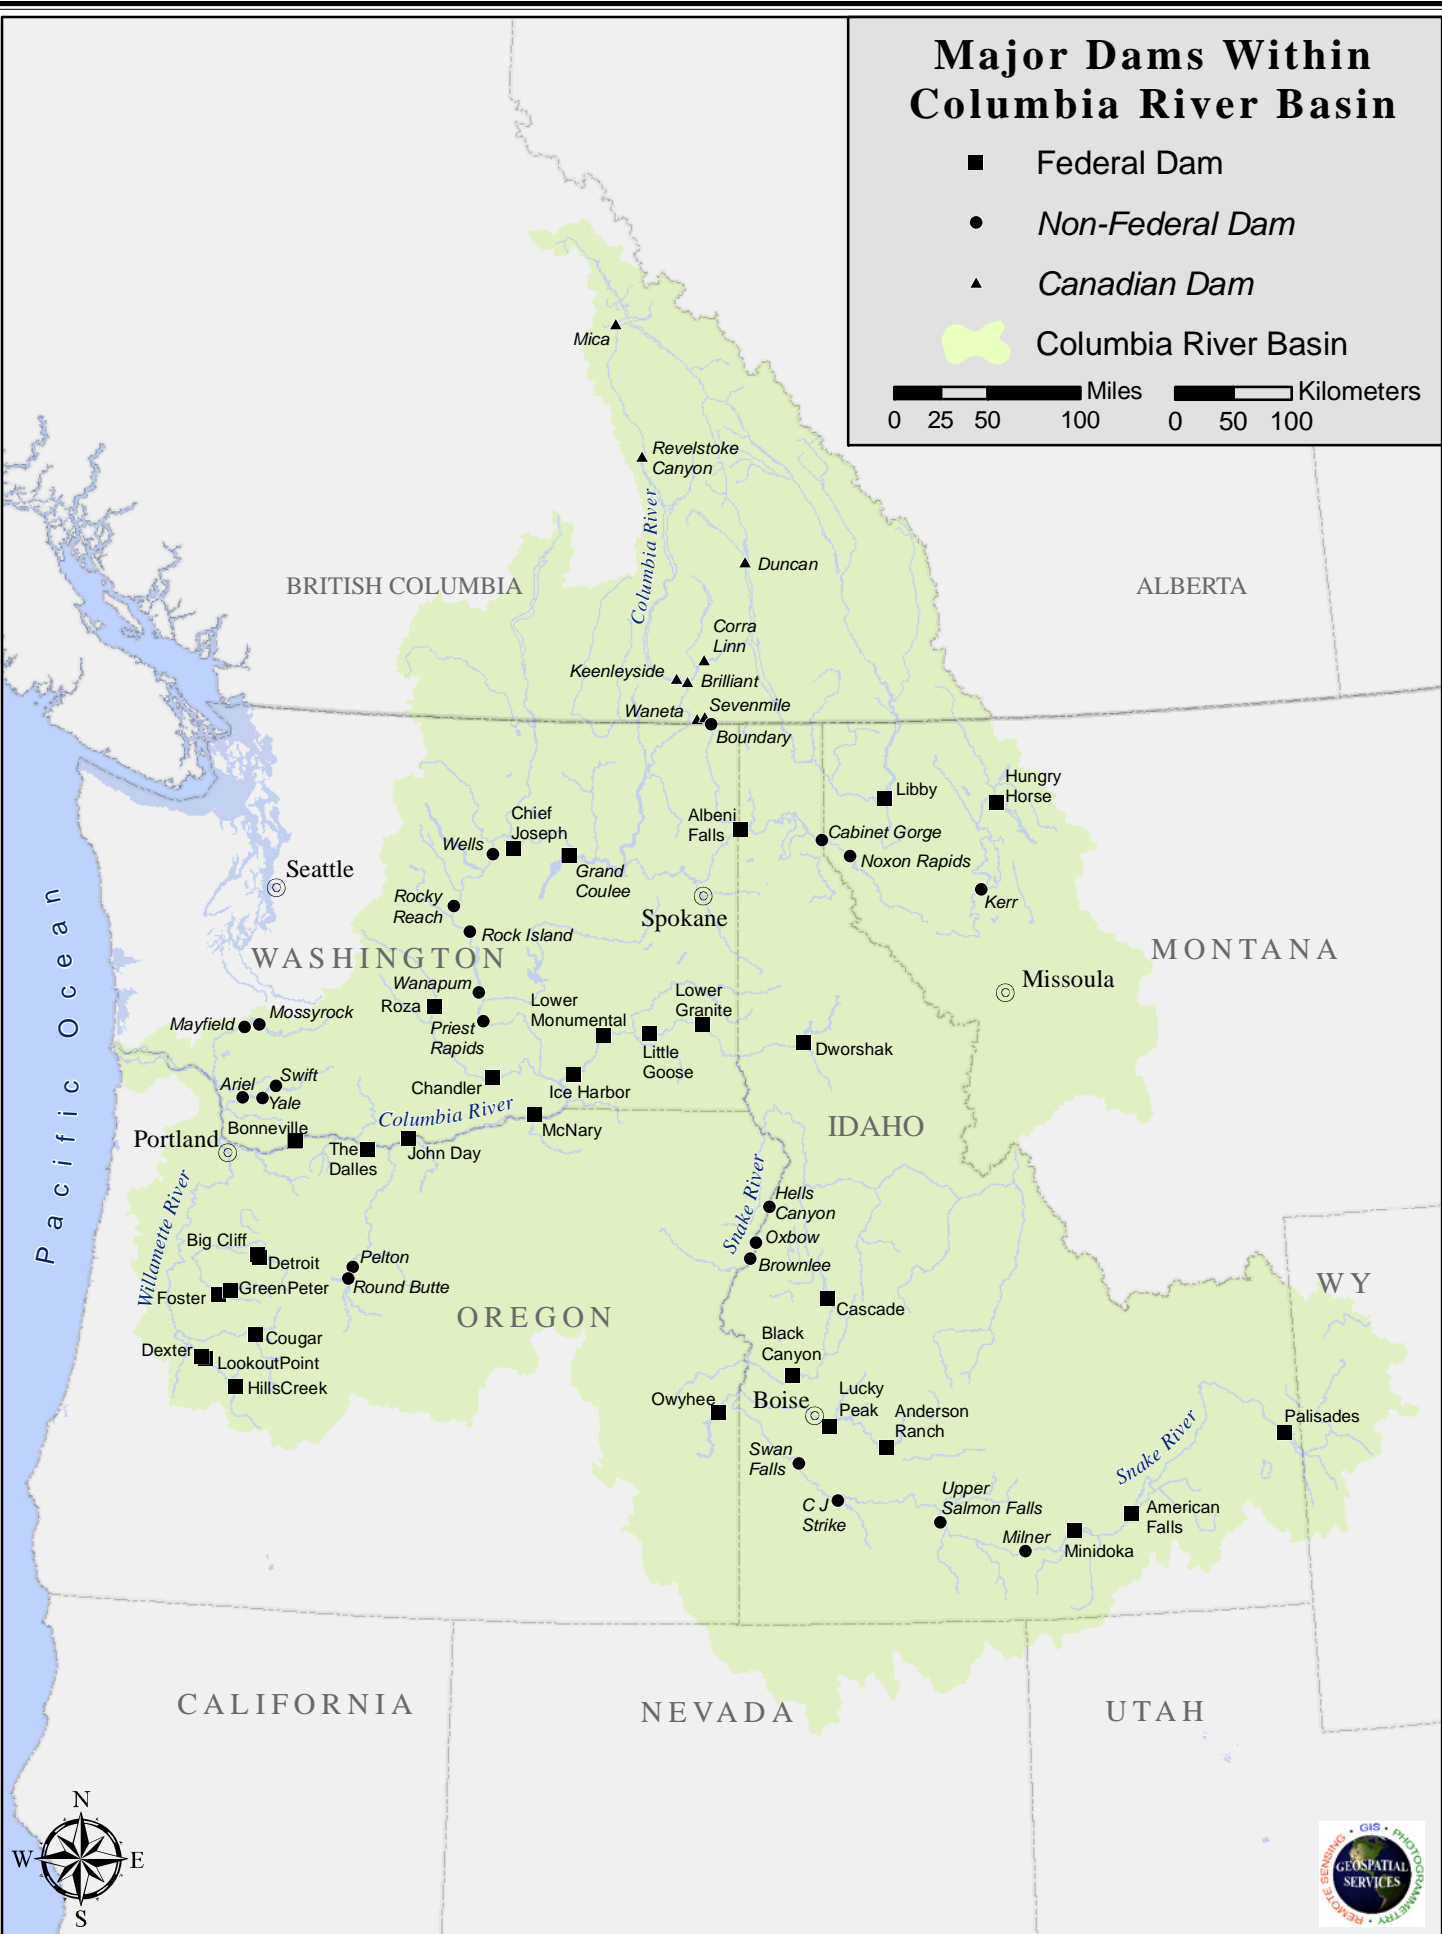 Major Dams Within
Columbia River Basin
Federal Dam
Non-Federal Dam
Canadian Dam
Columbia River Basin
Miles
Kilometers
0 25 50 100
0 50 100
Mica
Revelstoke
Canyon
Columbia River
Duncan
BRITISH COLUMBIA
ALBERTA
Corra
Linn
Keenleyside
Brilliant
Waneta
Sevenmile
Boundary
Hungry
Horse
Libby
Chief
Joseph
Albeni
Falls
Cabinet Gorge
Wells
Noxon Rapids
Grand
Coulee
Seattle
Rocky
Reach
Kerr
Spokane
Rock Island
WASHINGTON
MONTANA
Missoula
Wanapum
Roza
Lower
Monumental
Lower
Granite
Mayfield
Mossyrock
Priest
Rapids
Little
Goose
Dworshak
Swift
Ariel
Yale
Chandler
Ice Harbor
Columbia River
Bonneville
McNary
IDAHO
Portland
The
Dalles
John Day
Pacific Ocean
Willamette River
Snake River
Hells
Canyon
Oxbow
Brownlee
Big Cliff
Detroit
Pelton
Round Butte
GreenPeter
Foster
OREGON
WY
Cascade
Cougar
Dexter
LookoutPoint
HillsCreek
Black
Canyon
Owyhee
Boise
Lucky
Peak
Anderson
Ranch
Palisades
Snake River
Swan
Falls
C J
Strike
Upper
Salmon Falls
American
Falls
Milner
Minidoka
CALIFORNIA
NEVADA
UTAH
N
W
E
S
REMOTE SENSING • GIS • PHOTOGRAMMETRY •
GEOSPATIAL
SERVICES